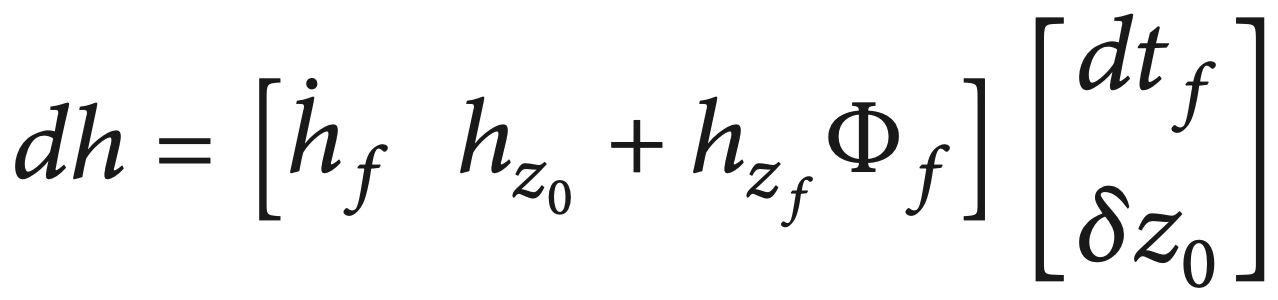 dh = [ḣ_f  h_{z_0} + h_{z_f} Φ_f] [dt_f
δz_0]